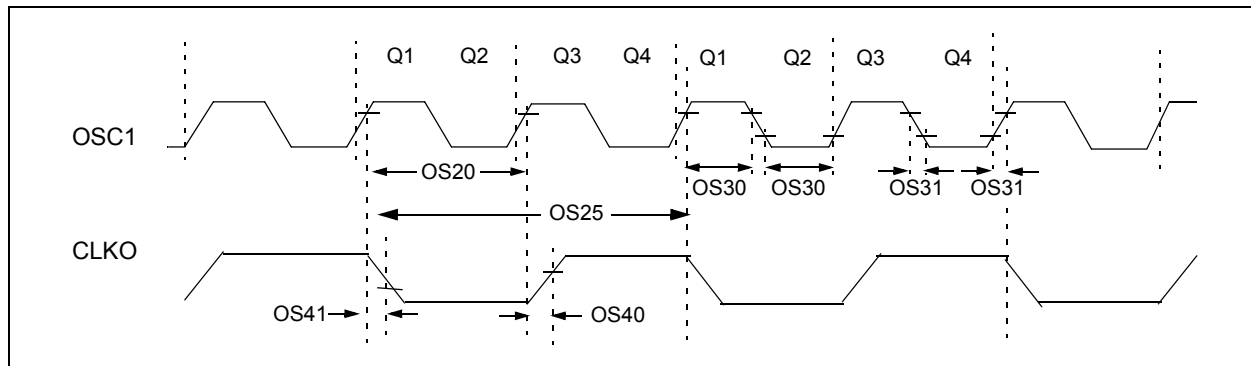 Q1 Q2 Q3 Q4 Q1 Q2 Q3 Q4
OSC1
OS20 OS30 OS30 OS31 OS31
OS25
CLKO
OS41 OS40